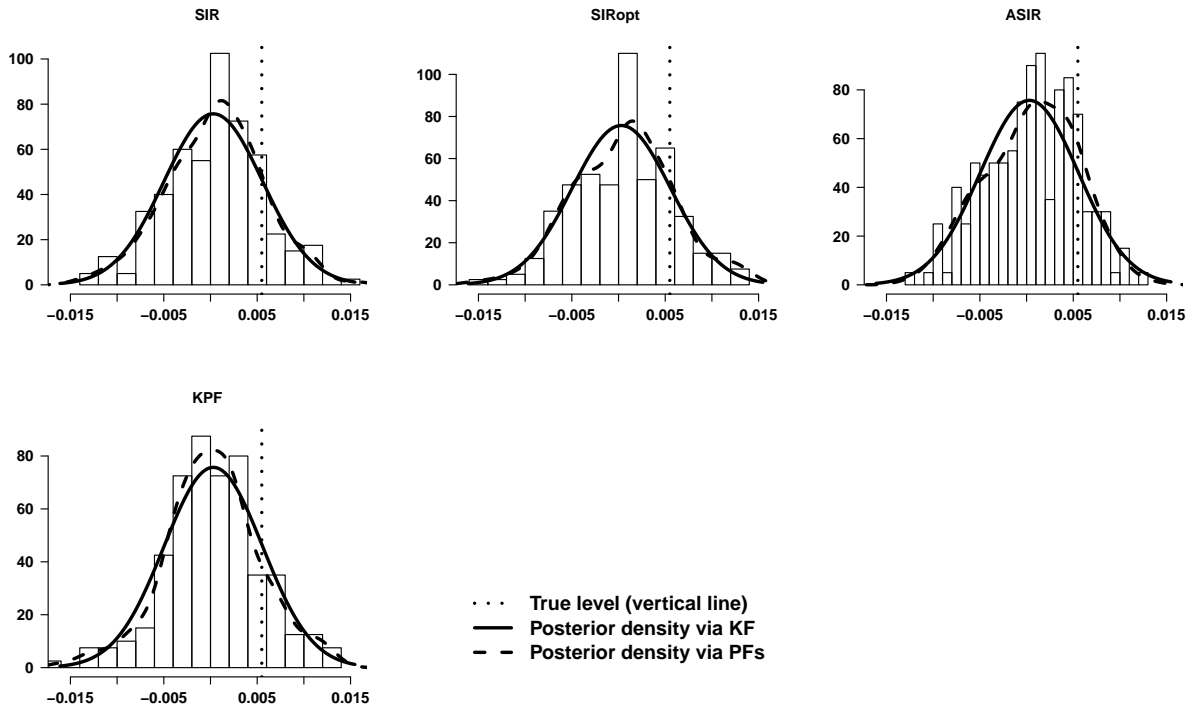 SIR
100
80
60
40
20
0
−0.015 −0.005 0.005 0.015
SIRopt
100
80
60
40
20
0
−0.015 −0.005 0.005 0.015
ASIR
80
60
40
20
0
−0.015 −0.005 0.005 0.015
KPF
80
60
40
20
0
−0.015 −0.005 0.005 0.015
True level (vertical line)
Posterior density via KF
Posterior density via PFs